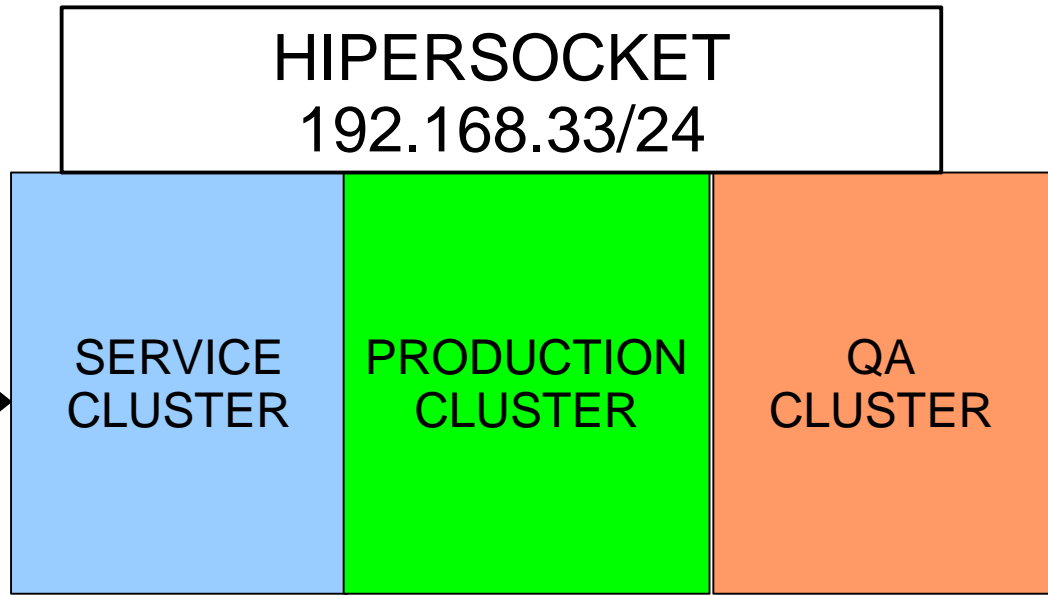 HIPERSOCKET
192.168.33/24
SERVICE
CLUSTER
PRODUCTION
CLUSTER
QA
CLUSTER